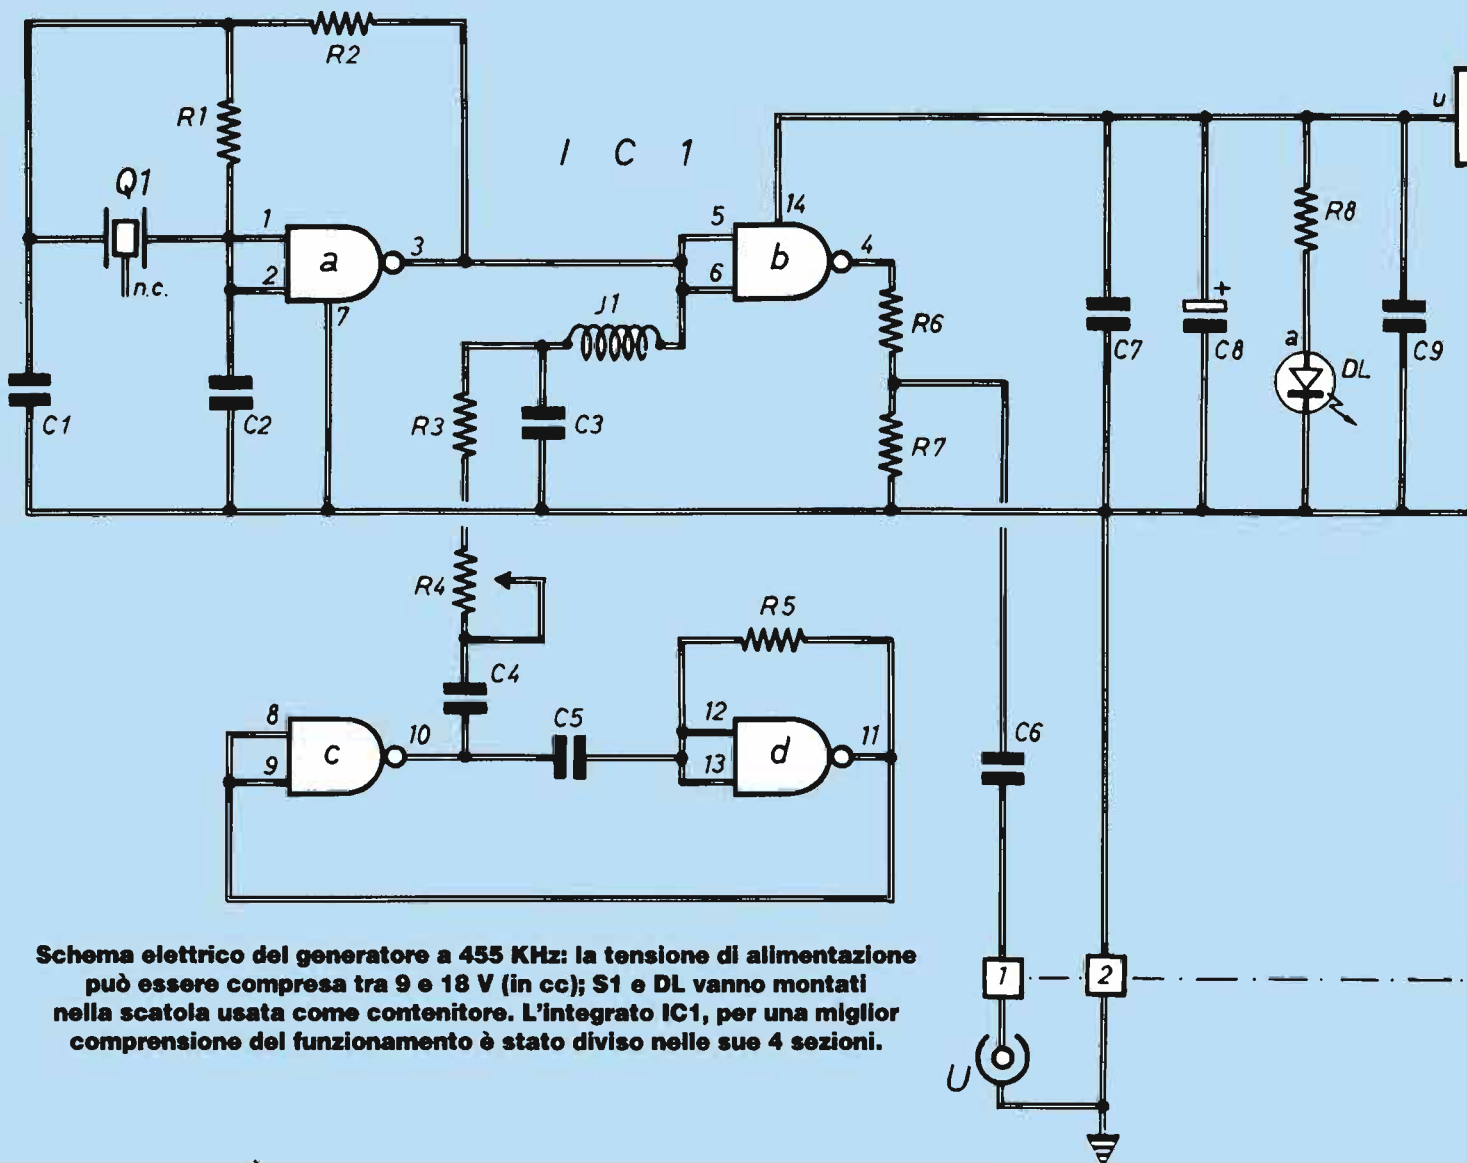 R2
R1
u
I C 1
Q1
14
R8
1
3
5
4
a
b
2
6
n.c.
7
J1
R6
a
DL
C7
+
C8
C9
C1
C2
R3
C3
R7
R4
R5
C4
8
10
C5
12
11
C6
c
d
9
13
Schema elettrico del generatore a 455 KHz: la tensione di alimentazione
può essere compresa tra 9 e 18 V (in cc); S1 e DL vanno montati
nella scatola usata come contenitore. L'integrato IC1, per una miglior
comprensione del funzionamento è stato diviso nelle sue 4 sezioni.
1
2
U